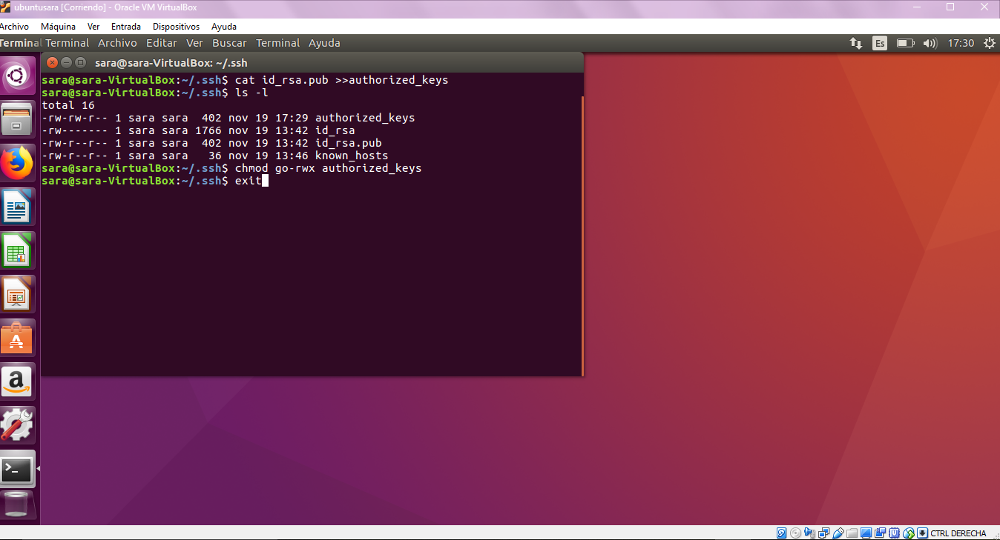 ubuntusara [Corriendo] - Oracle VM VirtualBox
Archivo Máquina Ver Entrada Dispositivos Ayuda
Terminal Terminal Archivo Editar Ver Buscar Terminal Ayuda Es 17:30
sara@sara-VirtualBox: ~/.ssh
sara@sara-VirtualBox:~/.ssh$ cat id_rsa.pub >>authorized_keys
sara@sara-VirtualBox:~/.ssh$ ls -l
total 16
-rw-rw-r-- 1 sara sara  402 nov 19 17:29 authorized_keys
-rw------- 1 sara sara 1766 nov 19 13:42 id_rsa
-rw-r--r-- 1 sara sara  402 nov 19 13:42 id_rsa.pub
-rw-r--r-- 1 sara sara   36 nov 19 13:46 known_hosts
sara@sara-VirtualBox:~/.ssh$ chmod go-rwx authorized_keys
sara@sara-VirtualBox:~/.ssh$ exit
CTRL DERECHA